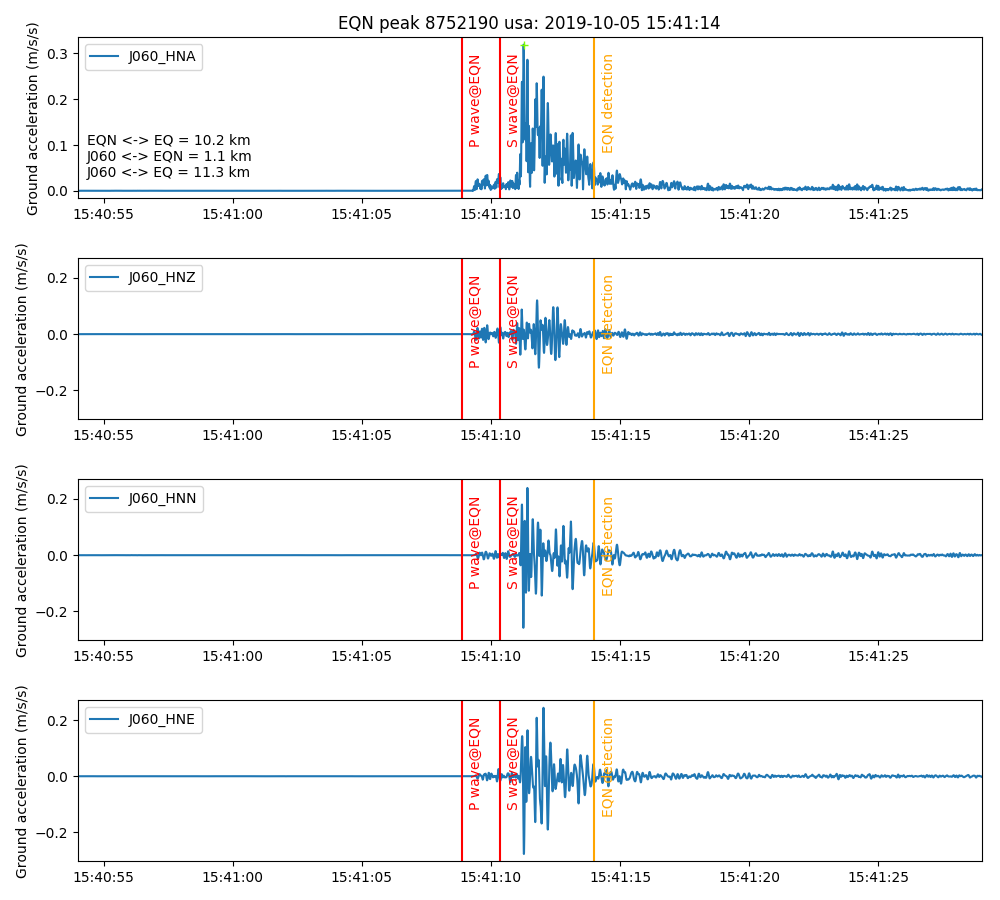 EQN peak 8752190 usa: 2019-10-05 15:41:14
Ground acceleration (m/s/s)
0.3
0.2
0.1
0.0
J060_HNA
EQN <-> EQ = 10.2 km
J060 <-> EQN = 1.1 km
J060 <-> EQ = 11.3 km
P wave@EQN
S wave@EQN
EQN detection
15:40:55 15:41:00 15:41:05 15:41:10 15:41:15 15:41:20 15:41:25
Ground acceleration (m/s/s)
0.2
0.0
−0.2
J060_HNZ
P wave@EQN
S wave@EQN
EQN detection
15:40:55 15:41:00 15:41:05 15:41:10 15:41:15 15:41:20 15:41:25
Ground acceleration (m/s/s)
0.2
0.0
−0.2
J060_HNN
P wave@EQN
S wave@EQN
EQN detection
15:40:55 15:41:00 15:41:05 15:41:10 15:41:15 15:41:20 15:41:25
Ground acceleration (m/s/s)
0.2
0.0
−0.2
J060_HNE
P wave@EQN
S wave@EQN
EQN detection
15:40:55 15:41:00 15:41:05 15:41:10 15:41:15 15:41:20 15:41:25